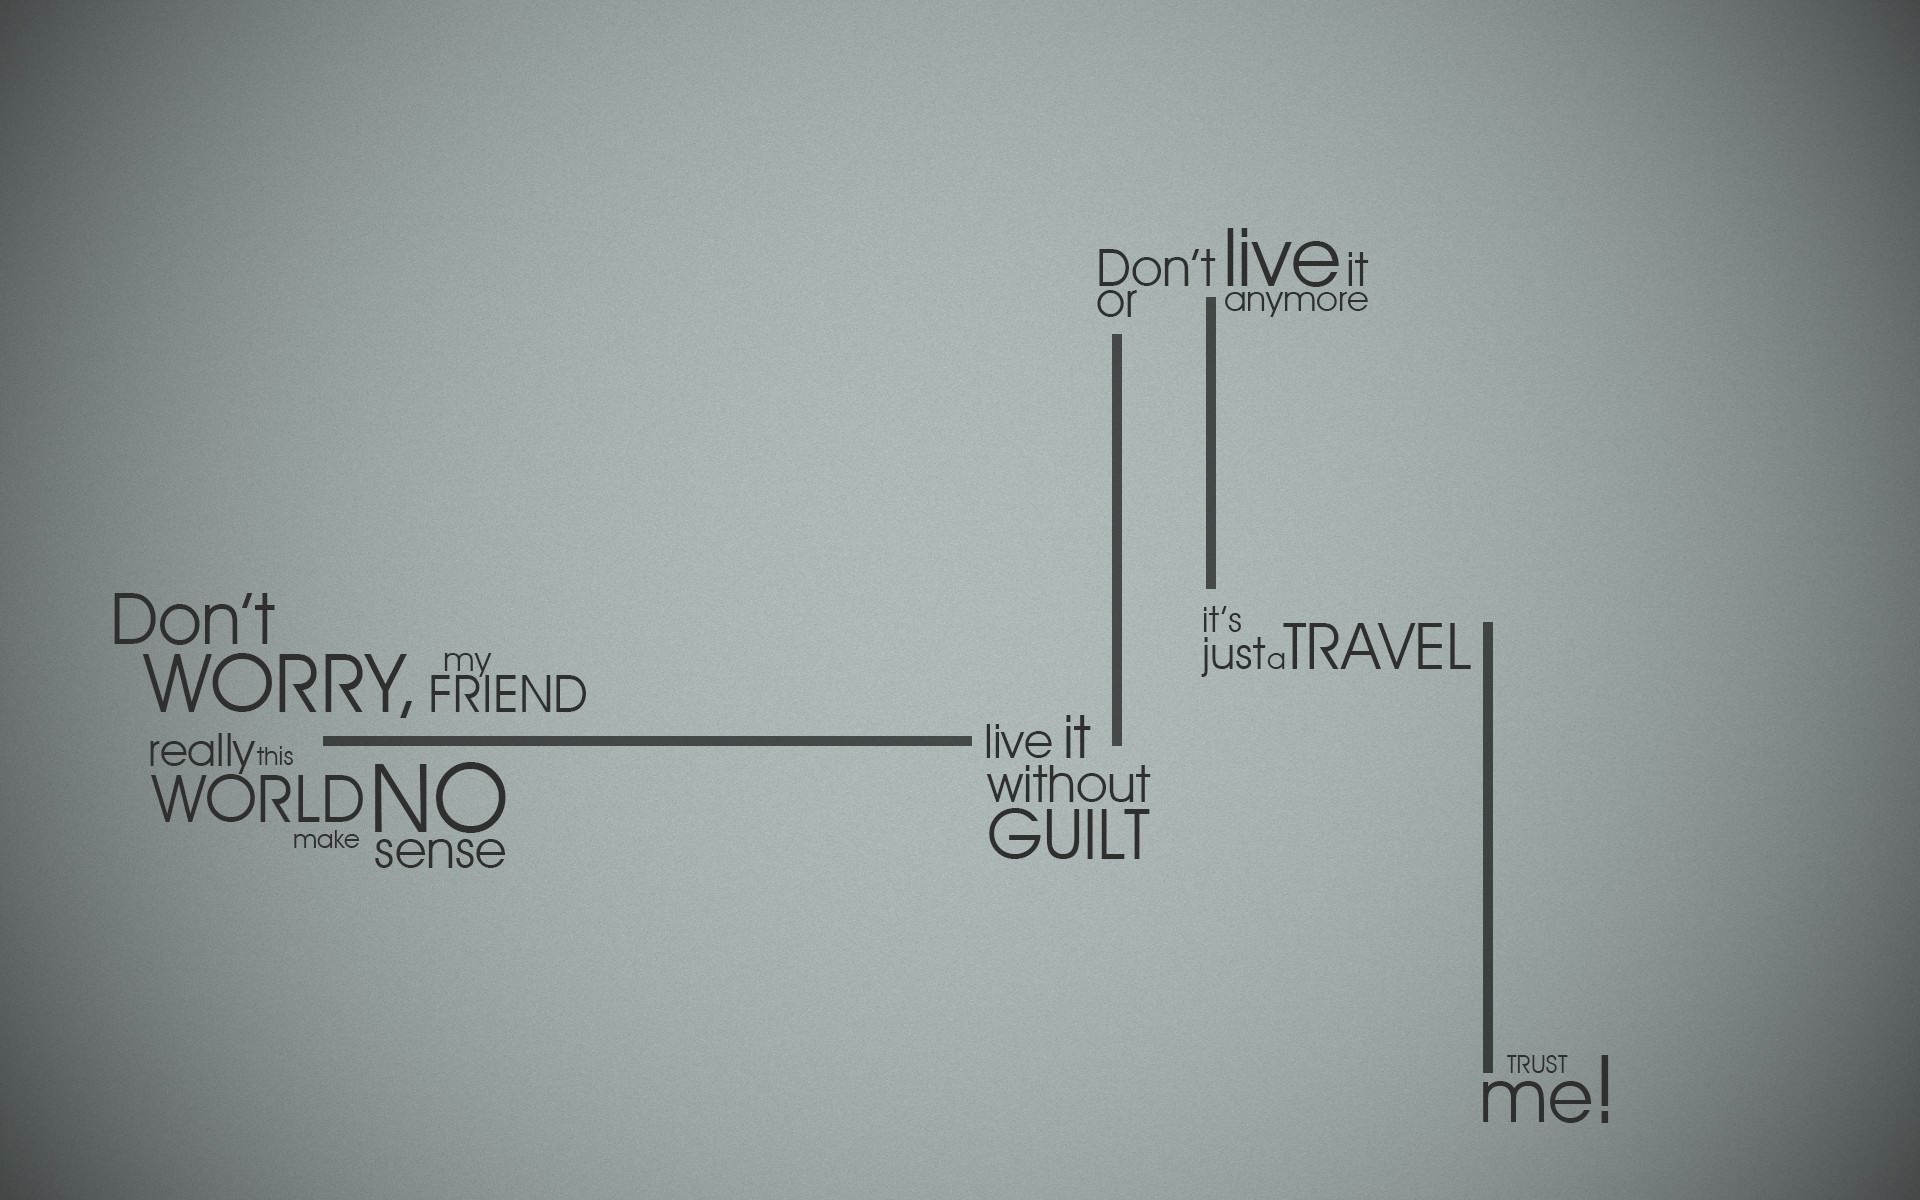 Don't
WORRY, my FRIEND
really this
WORLD NO
make sense
live it
without
GUILT
or
Don't live it
anymore
it's
just a TRAVEL
TRUST
me!